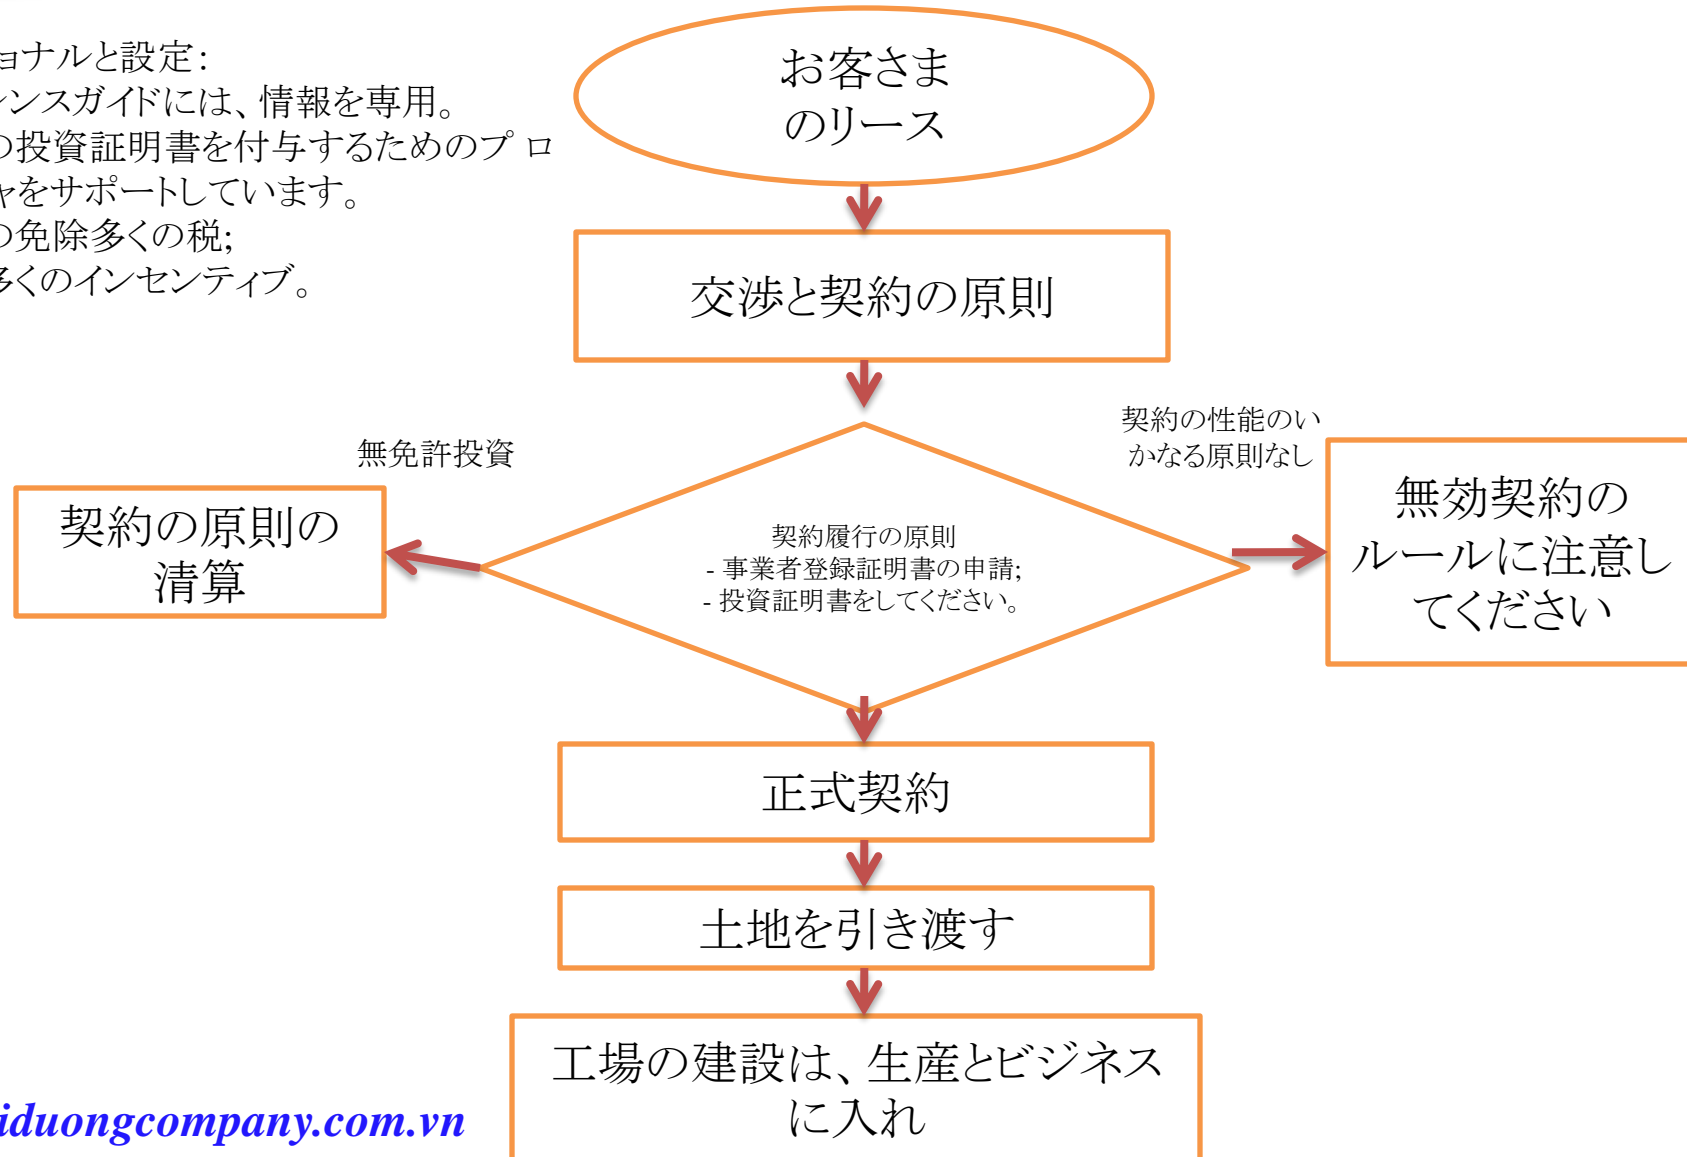 ョナルと設定:
ンスガイドには、情報を専用。
の投資証明書を付与するためのプ ロ
ャをサポートしています。
の免除多くの税;
多くのインセンティブ。
お客さま
のリース
交渉と契約の原則
無免許投資
契約の性能のい
かなる原則なし
契約の原則の
清算
契約履行の原則
- 事業者登録証明書の申請;
- 投資証明書をしてください。
無効契約の
ルールに注意し
てください
正式契約
土地を引き渡す
工場の建設は、生産とビジネス
に入れ
iduongcompany.com.vn